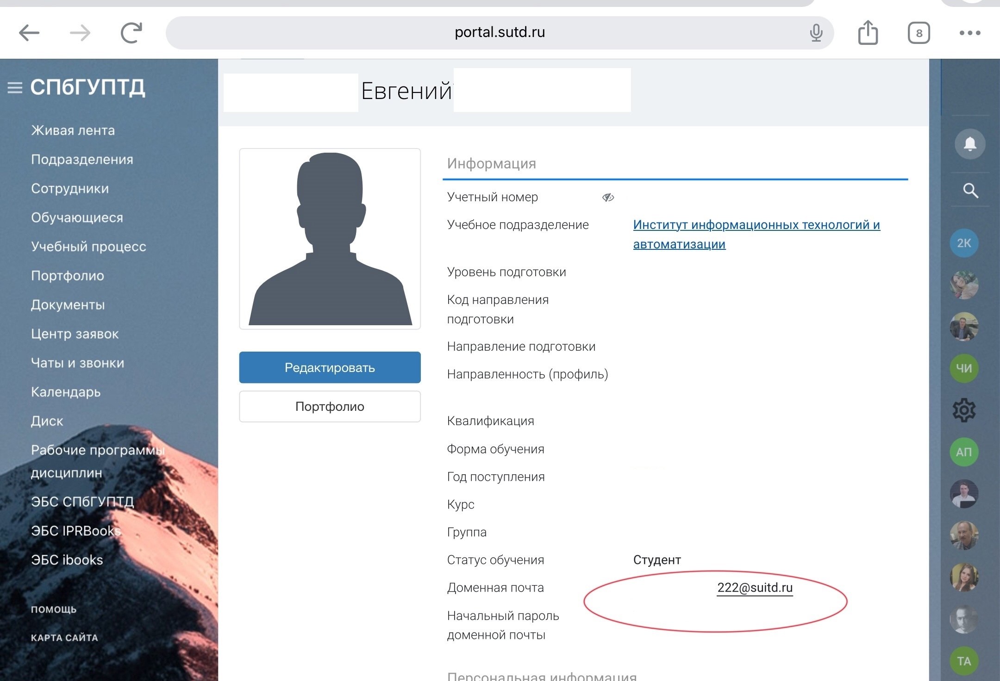 portal.sutd.ru
8
СПбГУПТД
Живая лента
Подразделения
Сотрудники
Обучающиеся
Учебный процесс
Портфолио
Документы
Центр заявок
Чаты и звонки
Календарь
Диск
Рабочие программы
дисциплин
ЭБС СПбГУПТД
ЭБС IPRBooks
ЭБС ibooks
ПОМОЩЬ
КАРТА САЙТА
Евгений
Редактировать
Портфолио
Информация
Учетный номер
Учебное подразделение Институт информационных технологий и
автоматизации
Уровень подготовки
Код направления
подготовки
Направление подготовки
Направленность (профиль)
Квалификация
Форма обучения
Год поступления
Курс
Группа
Статус обучения Студент
Доменная почта 222@suitd.ru
Начальный пароль
доменной почты
Персональная информация
2К
ЧИ
АП
ТА